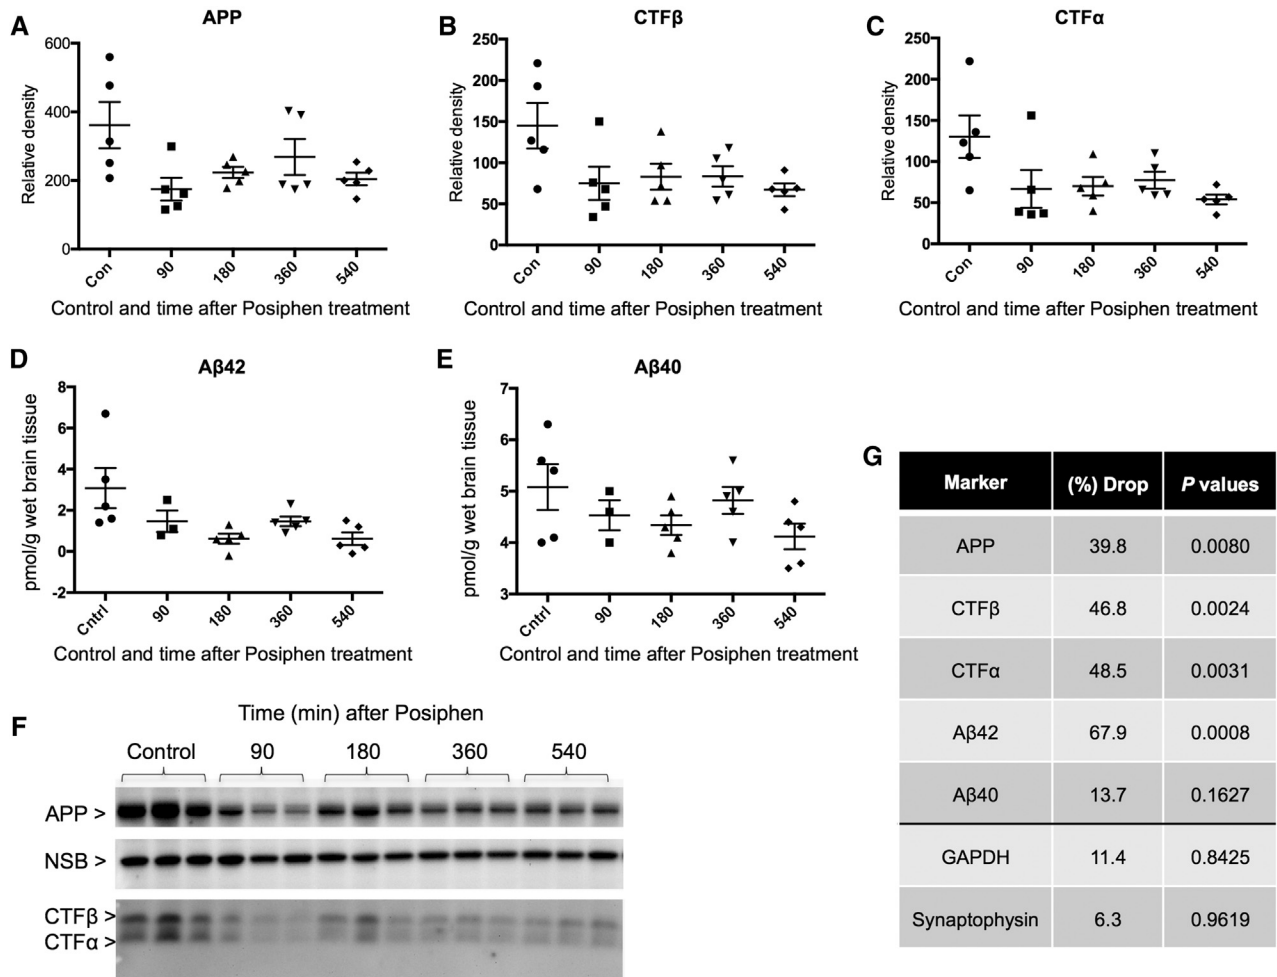 A
APP
Relative density
600
400
200
0
Con
90
180
360
540
Control and time after Posiphen treatment
B
CTFβ
Relative density
250
200
150
100
50
0
Con
90
180
360
540
Control and time after Posiphen treatment
C
CTFα
Relative density
250
200
150
100
50
0
Con
90
180
360
540
Control and time after Posiphen treatment
D
Aβ42
pmol/g wet brain tissue
8
6
4
2
0
-2
Cntrl
90
180
360
540
Control and time after Posiphen treatment
E
Aβ40
pmol/g wet brain tissue
7
6
5
4
3
Cntrl
90
180
360
540
Control and time after Posiphen treatment
F
Time (min) after Posiphen
Control 90 180 360 540
APP >
NSB >
CTFβ >
CTFα >
G
Marker (%) Drop P values
APP 39.8 0.0080
CTFβ 46.8 0.0024
CTFα 48.5 0.0031
Aβ42 67.9 0.0008
Aβ40 13.7 0.1627
GAPDH 11.4 0.8425
Synaptophysin 6.3 0.9619